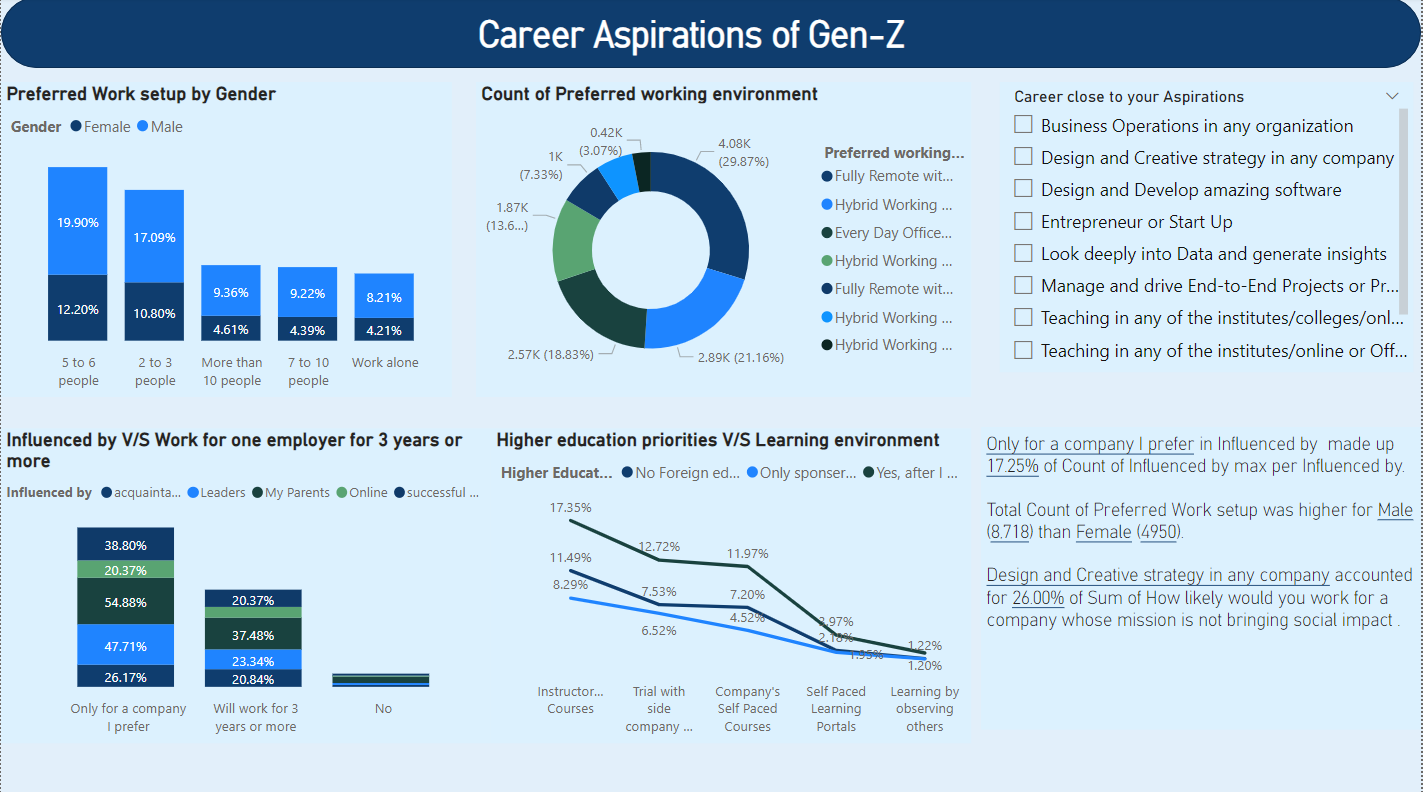 Career Aspirations of Gen-Z
Preferred Work setup by Gender
Gender Female Male
19.90%
12.20%
17.09%
10.80%
9.36%
4.61%
9.22%
4.39%
8.21%
4.21%
5 to 6
people
2 to 3
people
More than
10 people
7 to 10
people
Work alone
Count of Preferred working environment
0.42K
(3.07%)
1K
(7.33%)
1.87K
(13.6...)
2.57K (18.83%)
2.89K (21.16%)
4.08K
(29.87%)
Preferred working...
Fully Remote wit...
Hybrid Working ...
Every Day Office...
Hybrid Working ...
Fully Remote wit...
Hybrid Working ...
Hybrid Working ...
Career close to your Aspirations
Business Operations in any organization
Design and Creative strategy in any company
Design and Develop amazing software
Entrepreneur or Start Up
Look deeply into Data and generate insights
Manage and drive End-to-End Projects or Pr...
Teaching in any of the institutes/colleges/onl...
Teaching in any of the institutes/online or Off...
Influenced by V/S Work for one employer for 3 years or
more
Influenced by acquainta... Leaders My Parents Online successful ...
38.80%
20.37%
54.88%
47.71%
26.17%
20.37%
37.48%
23.34%
20.84%
Only for a company
I prefer
Will work for 3
years or more
No
Higher education priorities V/S Learning environment
Higher Educat... No Foreign ed... Only sponser... Yes, after I ...
17.35%
11.49%
8.29%
12.72%
7.53%
6.52%
11.97%
7.20%
4.52%
2.18%
1.22%
1.20%
Instructor...
Courses
Trial with
side
company ...
Company's
Self Paced
Courses
Self Paced
Learning
Portals
Learning by
observing
others
Only for a company I prefer in Influenced by made up
17.25% of Count of Influenced by max per Influenced by.
Total Count of Preferred Work setup was higher for Male
(8,718) than Female (4950).
Design and Creative strategy in any company accounted
for 26.00% of Sum of How likely would you work for a
company whose mission is not bringing social impact .